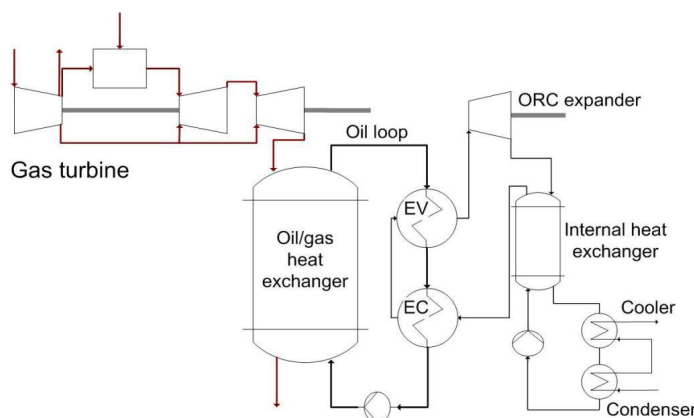 ORC expander
Oil loop
Gas turbine
EV
Oil/gas
heat
exchanger
Internal heat
exchanger
EC
Cooler
Condenser